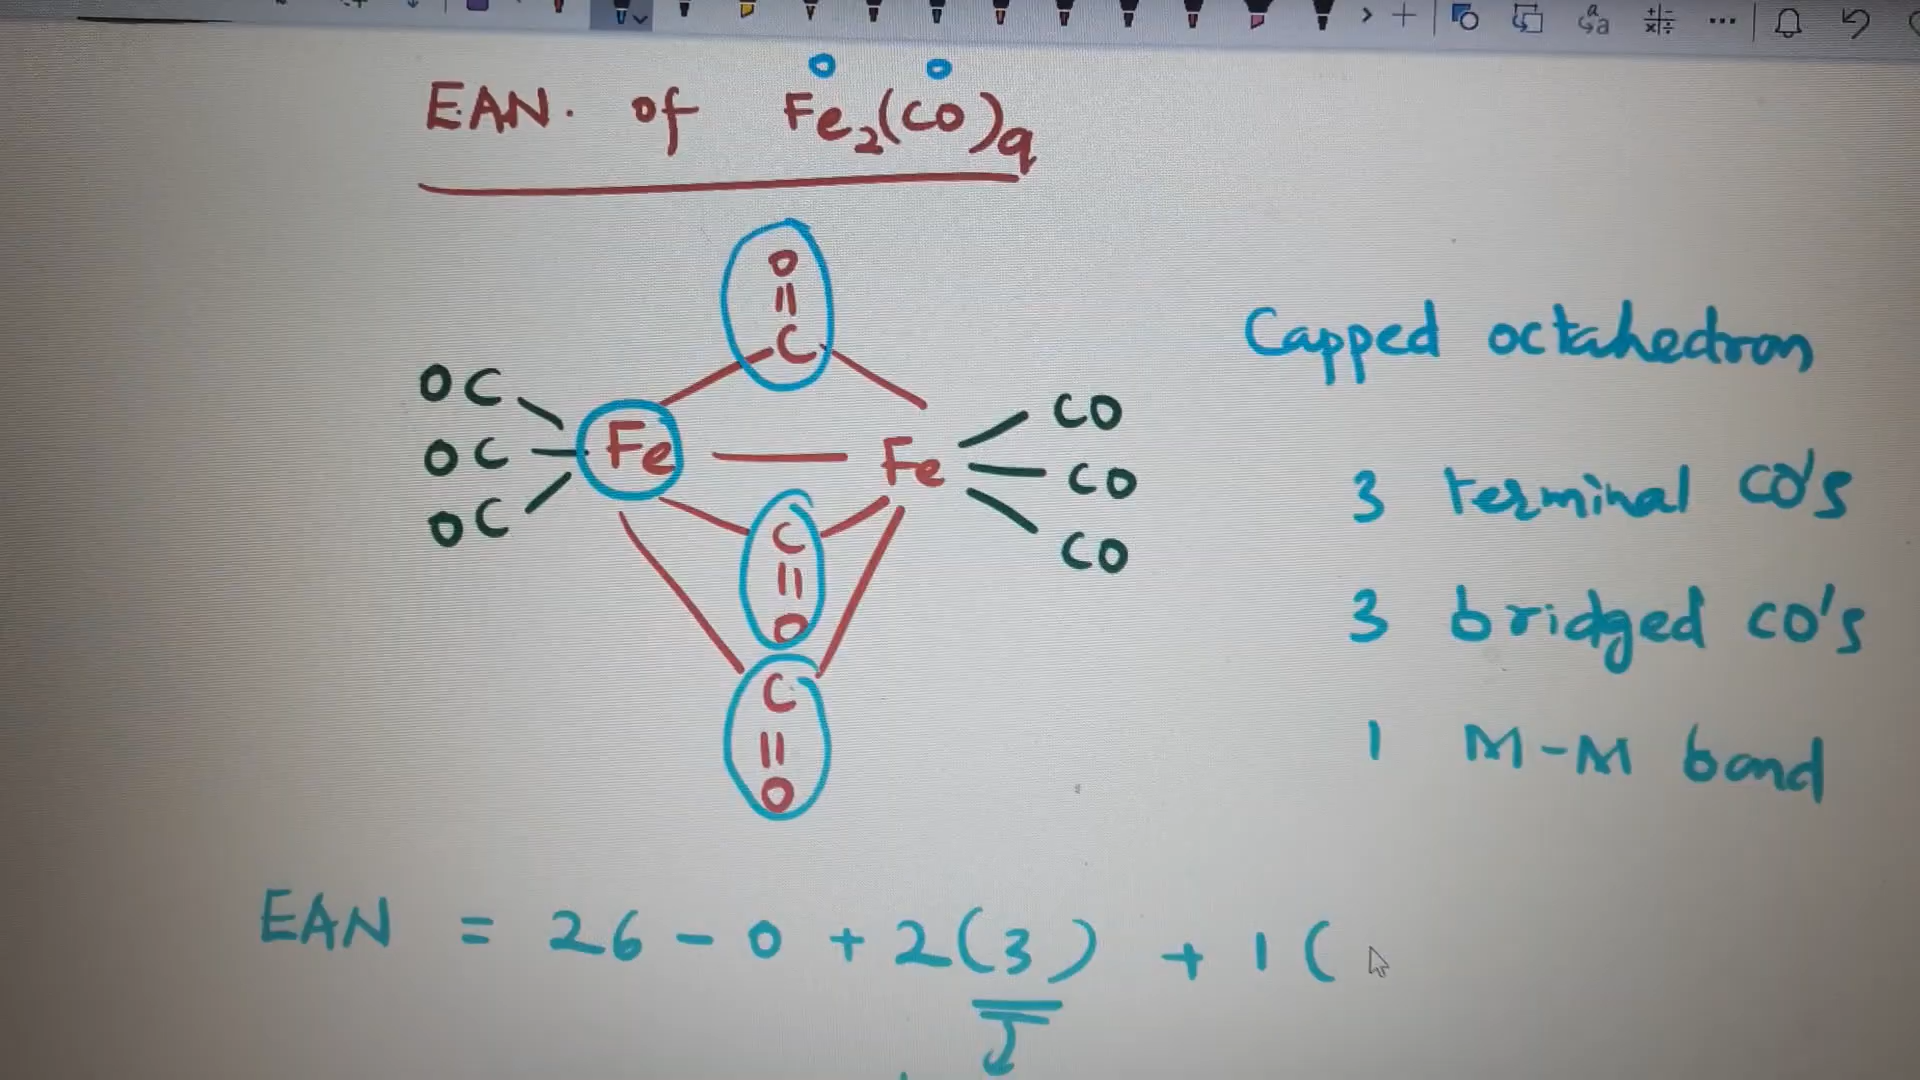 EAN. of Fe₂(CO)₉
o o
O
=
C
OC
OC
OC
Fe
Fe
CO
CO
CO
C
=
O
C
=
O
Capped octahedron
3 terminal CO's
3 bridged CO's
1 M-M bond
EAN = 26 - 0 + 2(3) + 1(